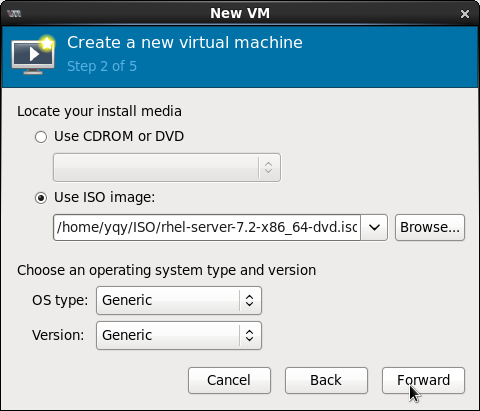 New VM
Create a new virtual machine
Step 2 of 5
Locate your install media
Use CDROM or DVD
Use ISO image:
/home/yqy/ISO/rhel-server-7.2-x86_64-dvd.iso
Browse...
Choose an operating system type and version
OS type: Generic
Version: Generic
Cancel Back Forward